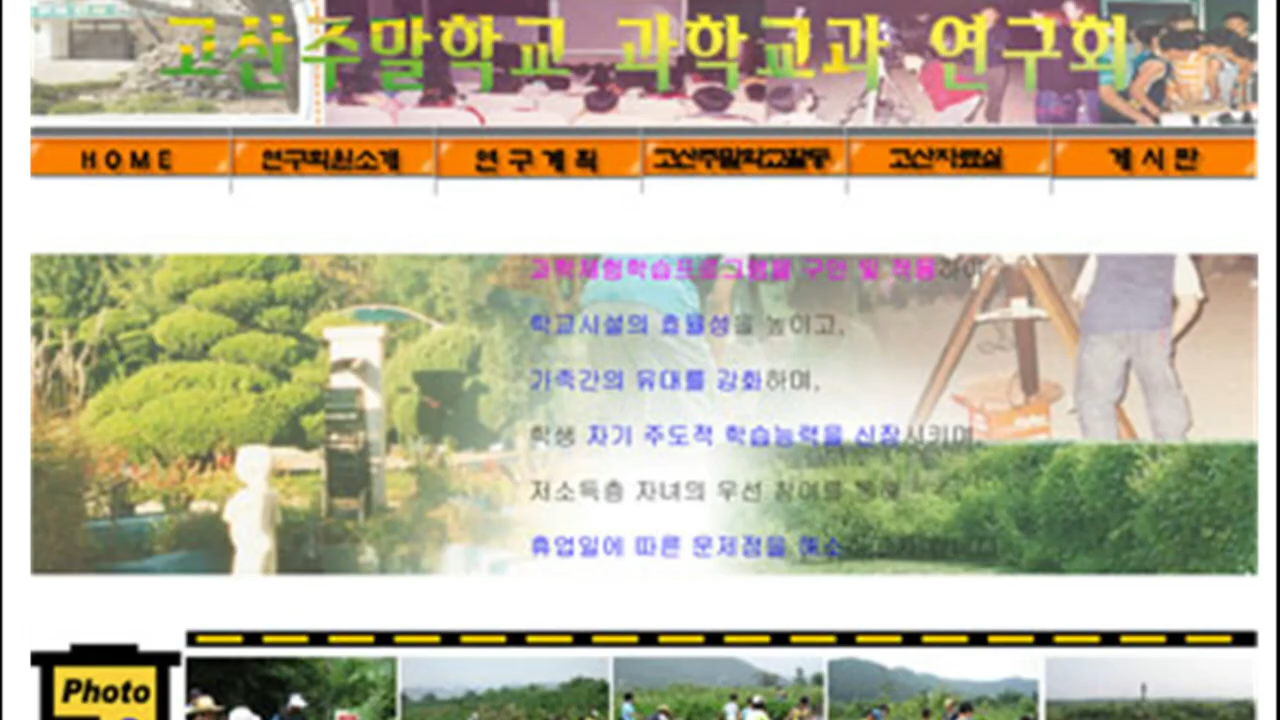 고산주말학교 과학교과 연구회
HOME
연구회원소개
연구계획
고산주말학교활동
고산자료실
게시판
과학체험학습프로그램을 구안 및 적용하여
학교시설의 효율성을 높이고,
가족간의 유대를 강화하며,
학생 자기 주도적 학습능력을 신장시키며,
저소득층 자녀의 우선 참여를 통해
휴업일에 따른 문제점을 해소
Photo